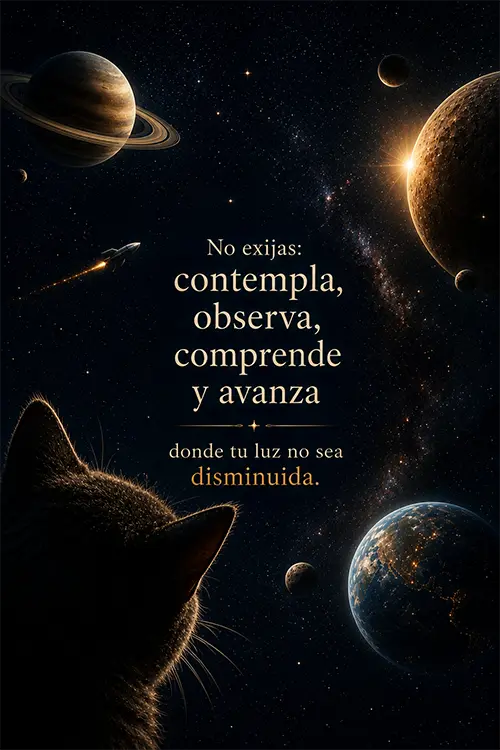 No exijas:
contempla,
observa,
comprende
y avanza
donde tu luz no sea
disminuida.